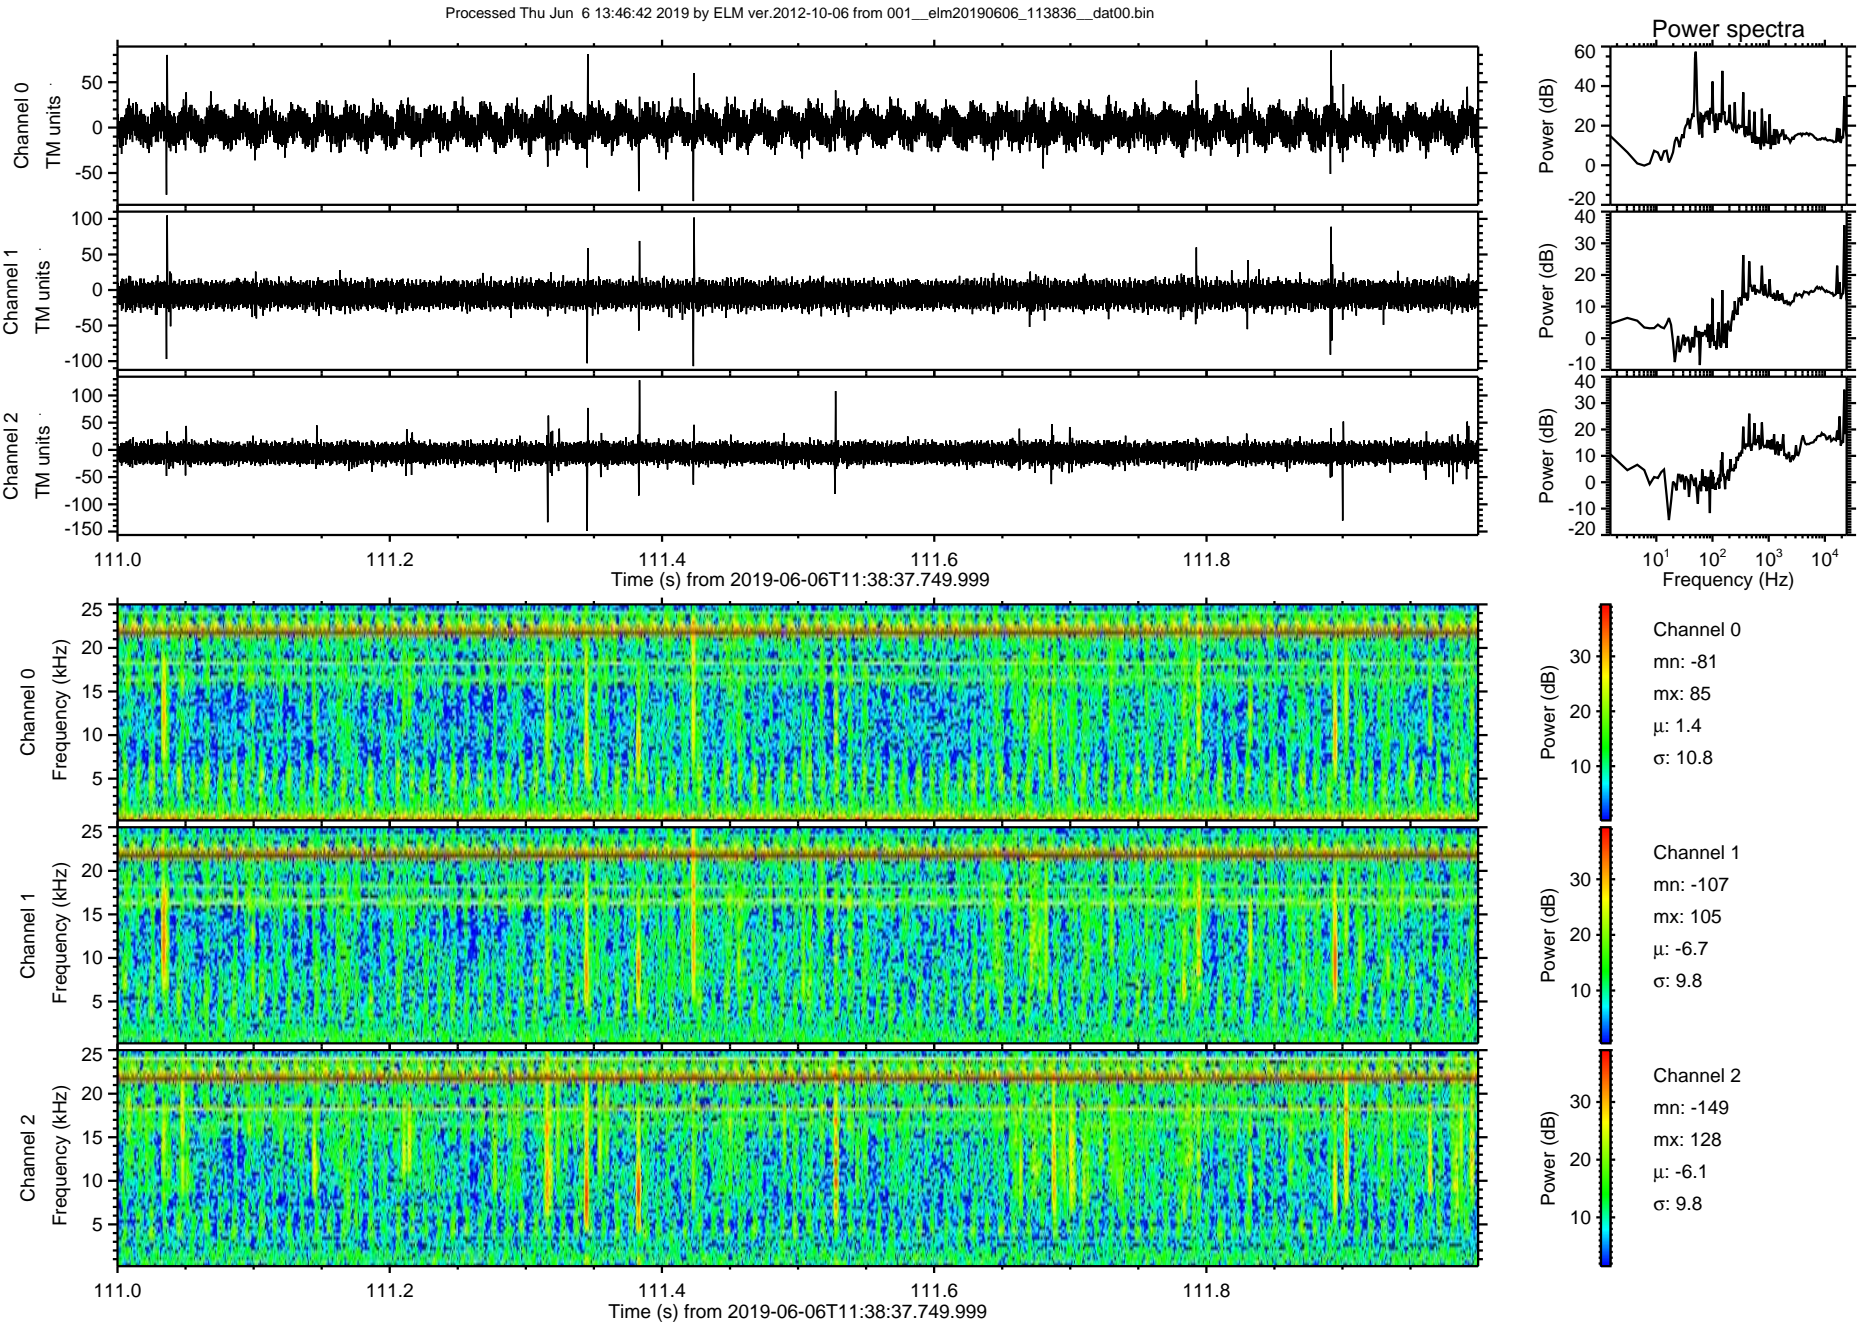 Processed Thu Jun  6 13:46:42 2019 by ELM ver.2012-10-06 from 001__elm20190606_113836__dat00.bin
Power spectra
Channel 0
TM units
50
0
-50
Power (dB)
60
40
20
0
-20
Channel 1
TM units
100
50
0
-50
-100
Power (dB)
40
30
20
10
0
-10
Channel 2
TM units
100
50
0
-50
-100
-150
Power (dB)
40
30
20
10
0
-10
-20
111.0 111.2 111.4 111.6 111.8
Time (s) from 2019-06-06T11:38:37.749.999
10¹ 10² 10³ 10⁴
Frequency (Hz)
Channel 0
Frequency (kHz)
25
20
15
10
5
Power (dB)
30
20
10
Channel 0
mn: -81
mx: 85
µ: 1.4
σ: 10.8
Channel 1
Frequency (kHz)
25
20
15
10
5
Power (dB)
30
20
10
Channel 1
mn: -107
mx: 105
µ: -6.7
σ: 9.8
Channel 2
Frequency (kHz)
25
20
15
10
5
Power (dB)
30
20
10
Channel 2
mn: -149
mx: 128
µ: -6.1
σ: 9.8
111.0 111.2 111.4 111.6 111.8
Time (s) from 2019-06-06T11:38:37.749.999